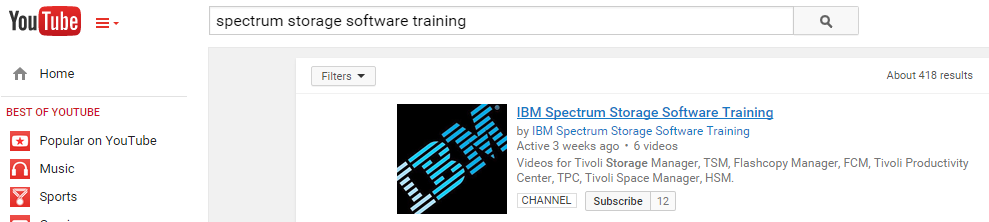 YouTube
spectrum storage software training
Home
Filters
About 418 results
BEST OF YOUTUBE
Popular on YouTube
Music
Sports
IBM
®
IBM Spectrum Storage Software Training
by IBM Spectrum Storage Software Training
Active 3 weeks ago • 6 videos
Videos for Tivoli Storage Manager, TSM, Flashcopy Manager, FCM, Tivoli Productivity
Center, TPC, Tivoli Space Manager, HSM.
CHANNEL Subscribe 12